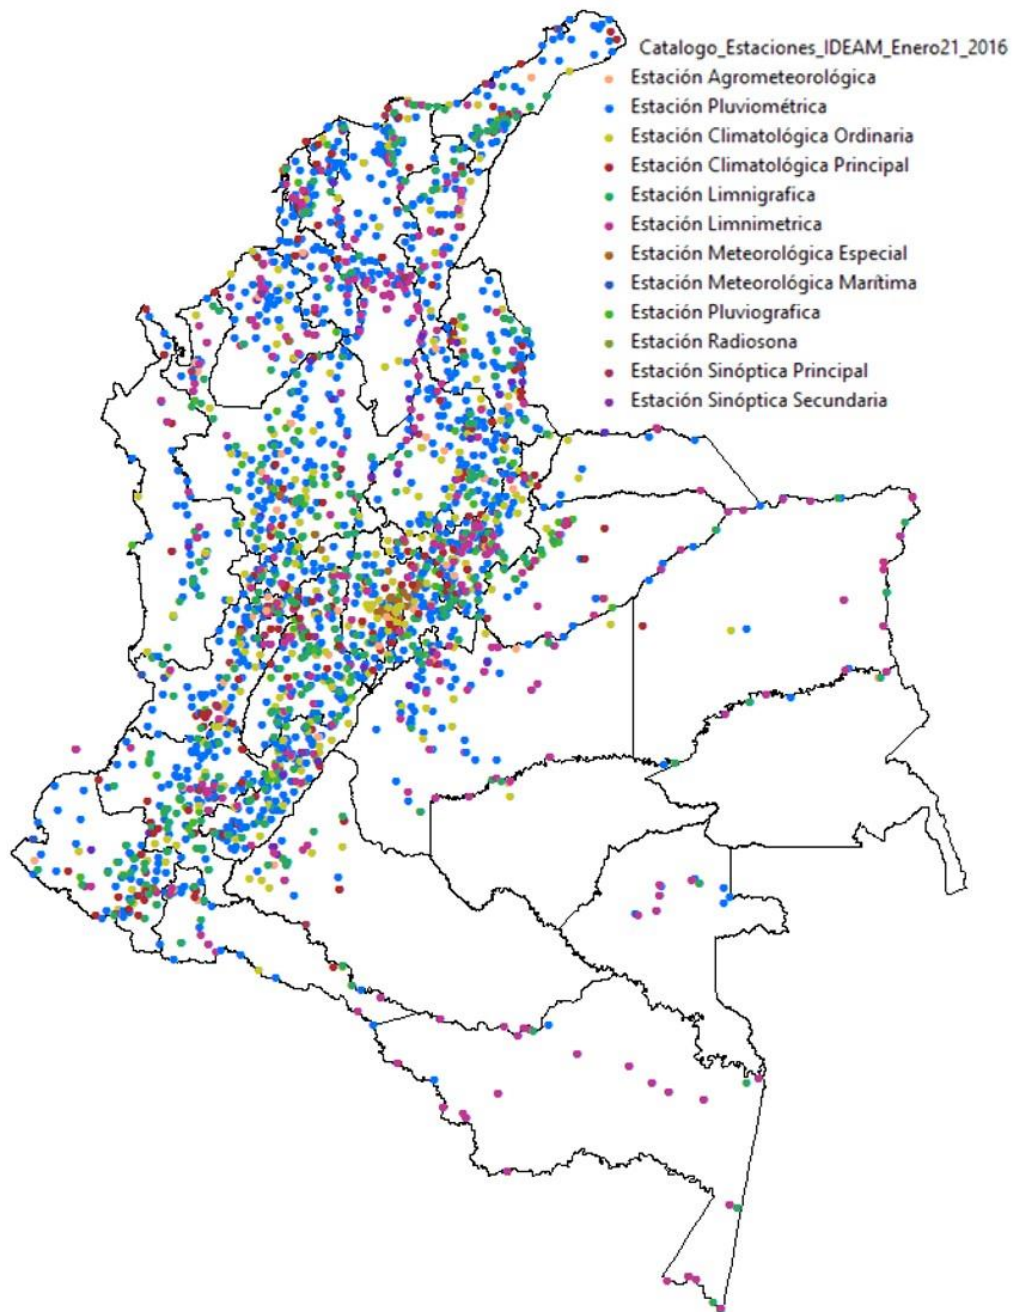 Catalogo_Estaciones_IDEAM_Enero21_2016
Estación Agrometeorológica
Estación Pluviométrica
Estación Climatológica Ordinaria
Estación Climatológica Principal
Estación Limnigrafica
Estación Limnimetrica
Estación Meteorológica Especial
Estación Meteorológica Marítima
Estación Pluviografica
Estación Radiosona
Estación Sinóptica Principal
Estación Sinóptica Secundaria